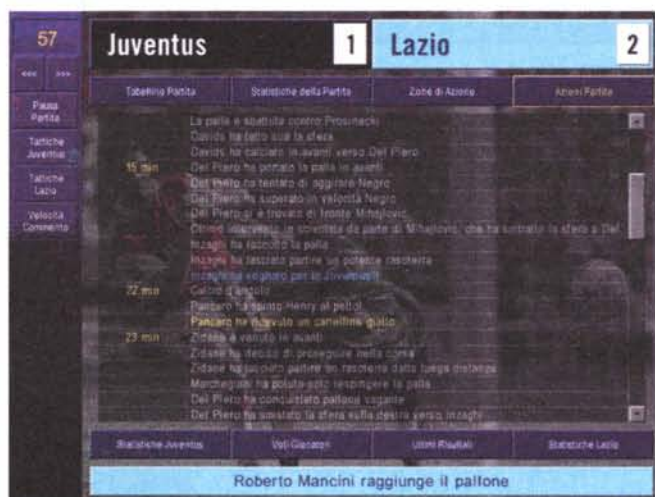 57
Juventus 1 Lazio 2
<<< >>>
Tabellino Partita Statistiche della Partita Zone di Azione Azioni Partita
Pausa Partita
Tattiche Juventus
Tattiche Lazio
Velocità Commento
La palla è sbattuta contro Prosinecki
Davids ha fatto sua la sfera
Davids ha calciato in avanti verso Del Piero
15 min Del Piero ha portato la palla in avanti
Del Piero ha tentato di aggirare Negro
Del Piero ha superato in velocità Negro
Del Piero si è trovato di fronte Mihajlovic
intervento in scivolata da parte di Mihajlovic, che ha la sfera a Del
Inzaghi ha raccolto la palla
Inzaghi ha lasciato partire un potente rasoterra
Inzaghi ha segnato per la Juventus!!
22 min Calcio d'angolo
Pancaro ha spinto Henry al petto!
Pancaro ha ricevuto un cartellino giallo
23 min Zidane è venuto in avanti
Zidane ha deciso di proseguire nella corsa
Zidane ha lasciato partire un rasoterra dalla lunga distanza
Marchegiani ha potuto solo respingere la palla
Del Piero ha conquistato pallone vagante
Del Piero ha smistato la sfera sulla destra verso Inzaghi
Statistiche Juventus Voti Giocatori Ultimi Risultati Statistiche Lazio
Roberto Mancini raggiunge il pallone